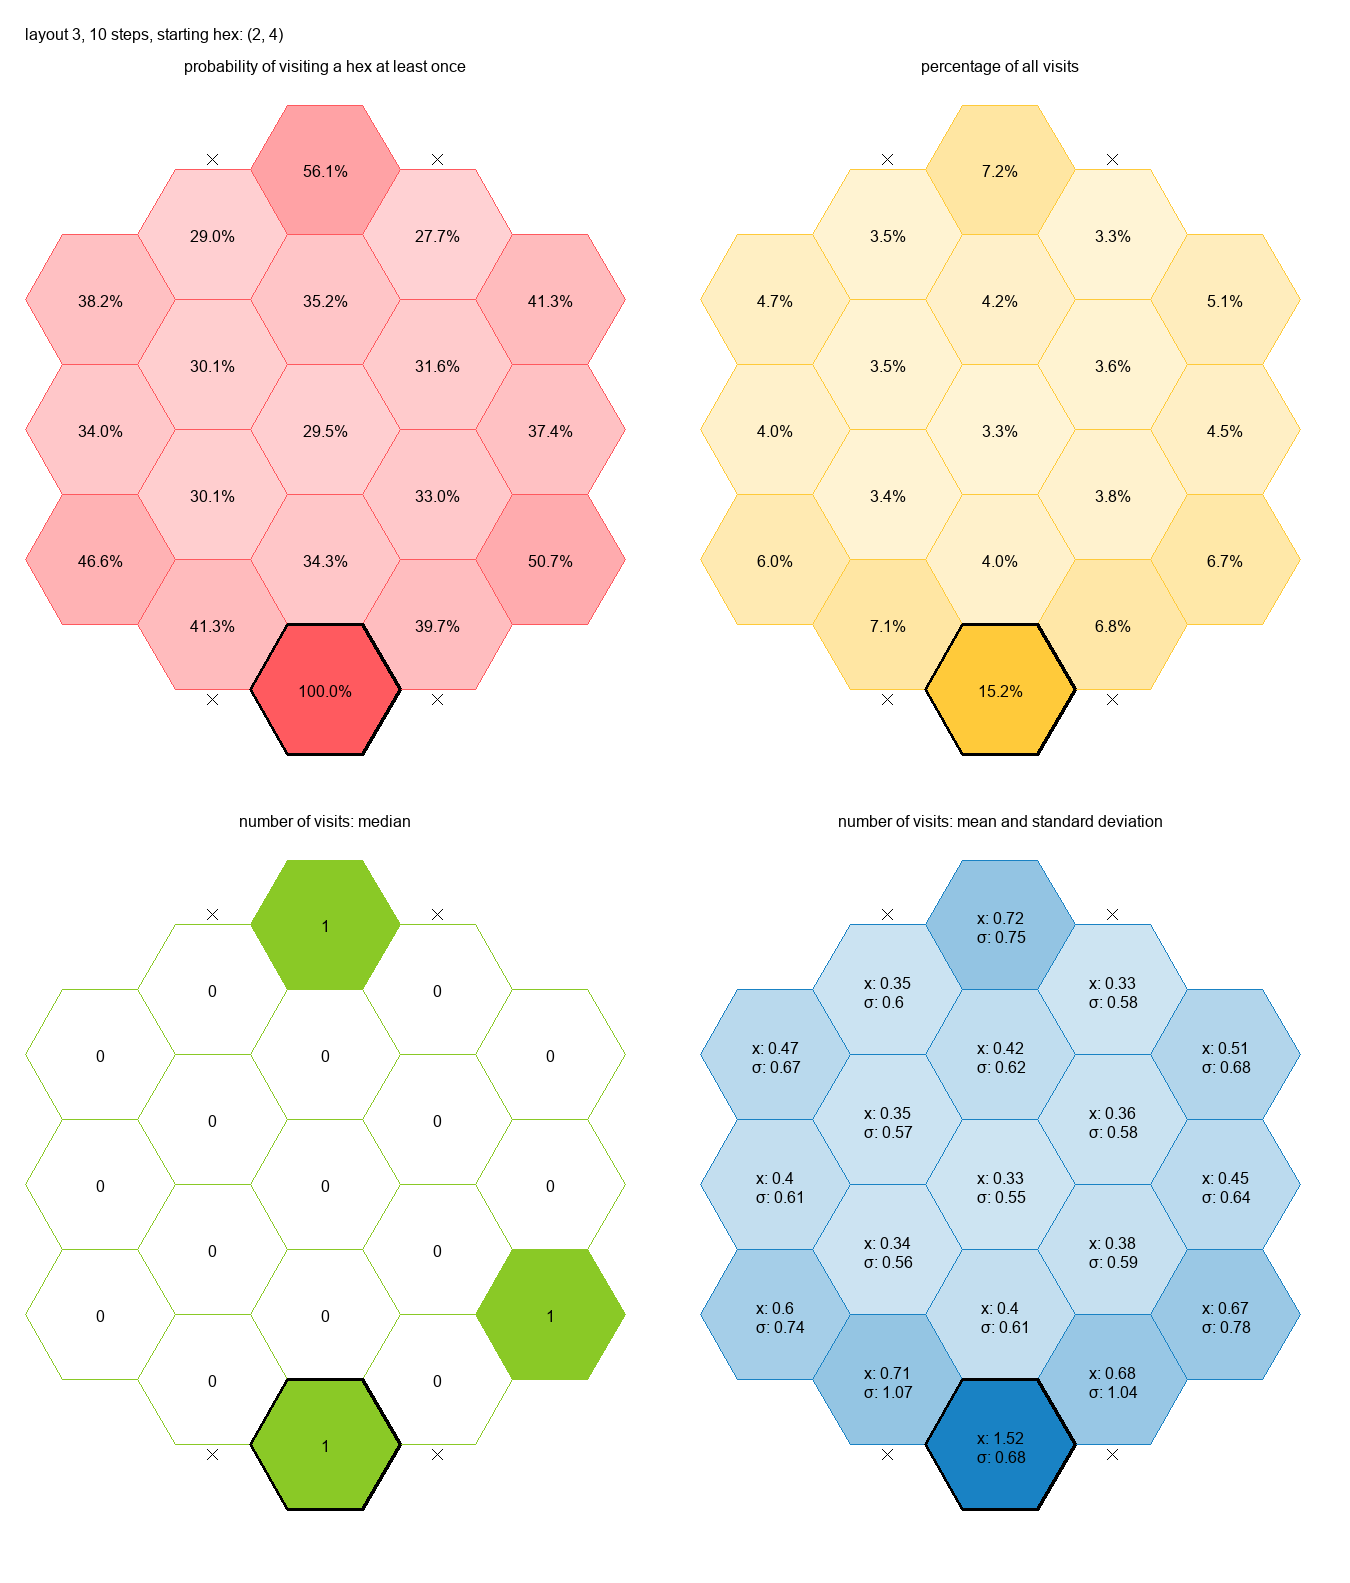 layout 3, 10 steps, starting hex: (2, 4)
probability of visiting a hex at least once
56.1%
29.0% 27.7%
38.2% 35.2% 41.3%
30.1% 31.6%
34.0% 29.5% 37.4%
30.1% 33.0%
46.6% 34.3% 50.7%
41.3% 39.7%
100.0%
percentage of all visits
7.2%
3.5% 3.3%
4.7% 4.2% 5.1%
3.5% 3.6%
4.0% 3.3% 4.5%
3.4% 3.8%
6.0% 4.0% 6.7%
7.1% 6.8%
15.2%
number of visits: median
1
0 0
0 0 0
0 0
0 0 0
0 0
0 0 1
0 0
1
number of visits: mean and standard deviation
x: 0.72
σ: 0.75
x: 0.35 x: 0.33
σ: 0.6 σ: 0.58
x: 0.47 x: 0.42 x: 0.51
σ: 0.67 σ: 0.62 σ: 0.68
x: 0.35 x: 0.36
σ: 0.57 σ: 0.58
x: 0.4 x: 0.33 x: 0.45
σ: 0.61 σ: 0.55 σ: 0.64
x: 0.34 x: 0.38
σ: 0.56 σ: 0.59
x: 0.6 x: 0.4 x: 0.67
σ: 0.74 σ: 0.61 σ: 0.78
x: 0.71 x: 0.68
σ: 1.07 σ: 1.04
x: 1.52
σ: 0.68